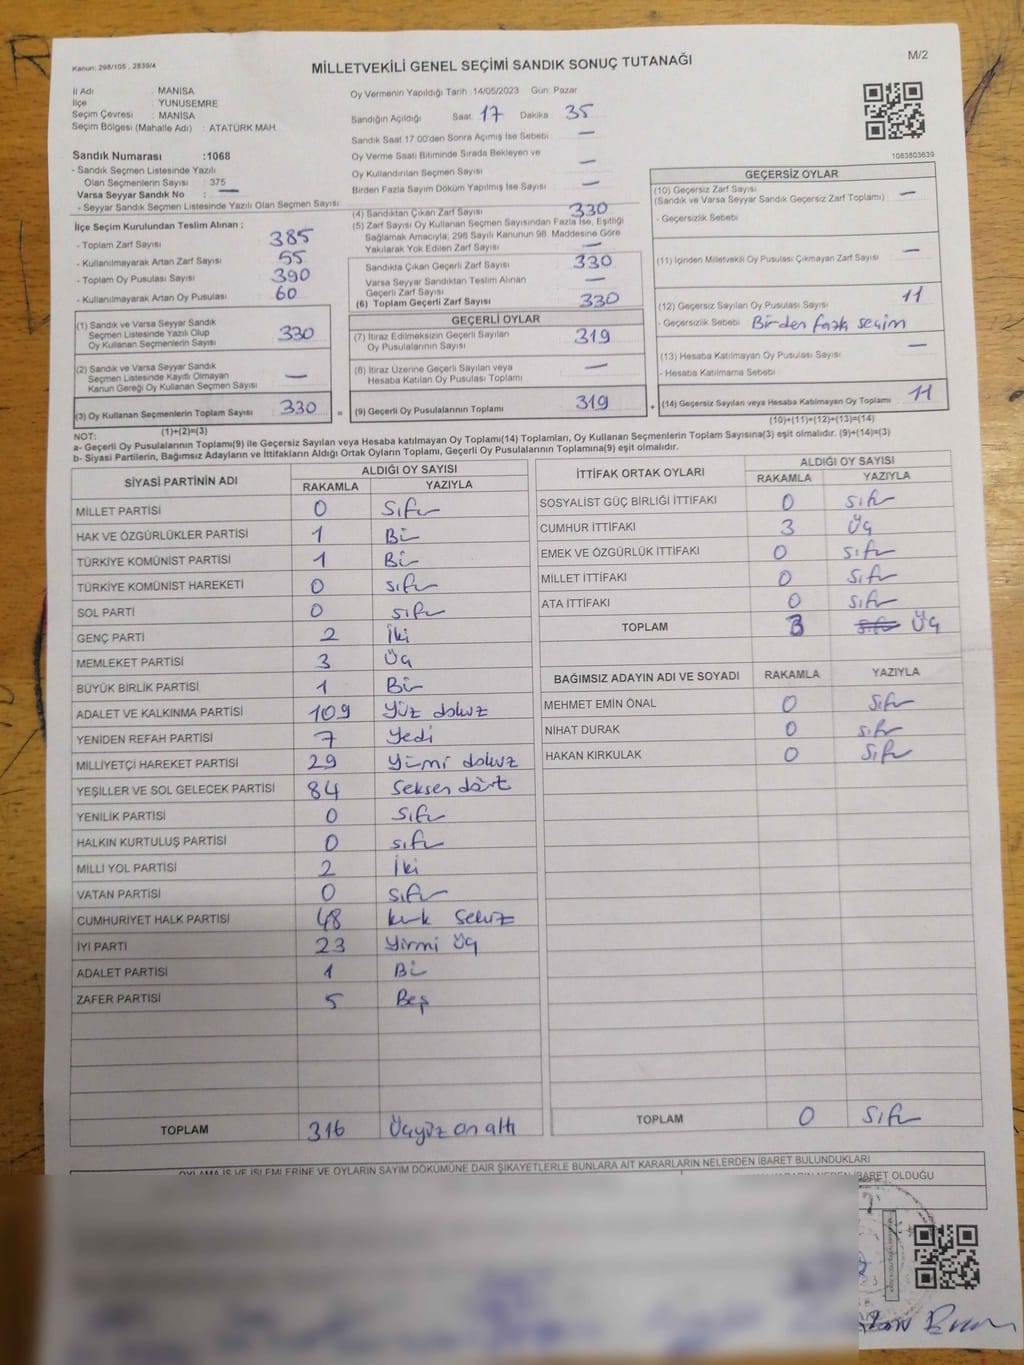 Kanun: 298/105 , 2839/A
MİLLETVEKİLİ GENEL SEÇİMİ SANDIK SONUÇ TUTANAĞI
M/2
İl Adı : MANİSA
İlçe : YUNUSEMRE
Seçim Çevresi : MANİSA
Seçim Bölgesi (Mahalle Adı) : ATATÜRK MAH.
Sandık Numarası :1068
- Sandık Seçmen Listesinde Yazılı
Olan Seçmenlerin Sayısı : 375
Varsa Seyyar Sandık No : —
- Seyyar Sandık Seçmen Listesinde Yazılı Olan Seçmen Sayısı
İlçe Seçim Kurulundan Teslim Alınan :
- Toplam Zarf Sayısı 385
- Kullanılmayarak Artan Zarf Sayısı 55
- Toplam Oy Pusulası Sayısı 390
- Kullanılmayarak Artan Oy Pusulası 60
(1) Sandık ve Varsa Seyyar Sandık
Seçmen Listesinde Yazılı Olup
Oy Kullanan Seçmenlerin Sayısı 330
(2) Sandık ve Varsa Seyyar Sandık
Seçmen Listesinde Kayıtlı Olmayan
Kanun Gereği Oy Kullanan Seçmen Sayısı —
(3) Oy Kullanan Seçmenlerin Toplam Sayısı 330
(1)+(2)=(3)
Oy Vermenin Yapıldığı Tarih :14/05/2023 Gün: Pazar
Sandığın Açıldığı Saat: 17 Dakika 35
Sandık Saat 17:00'den Sonra Açılmış İse Sebebi : —
Oy Verme Saati Bitiminde Sırada Bekleyen ve
Oy Kullandırılan Seçmen Sayısı : —
Birden Fazla Sayım Döküm Yapılmış İse Sayısı : —
(4) Sandıktan Çıkan Zarf Sayısı 330
(5) Zarf Sayısı Oy Kullanan Seçmen Sayısından Fazla İse, Eşitliği
Sağlamak Amacıyla; 298 Sayılı Kanunun 98. Maddesine Göre
Yakılarak Yok Edilen Zarf Sayısı —
Sandıkta Çıkan Geçerli Zarf Sayısı 330
Varsa Seyyar Sandıktan Teslim Alınan
Geçerli Zarf Sayısı —
(6) Toplam Geçerli Zarf Sayısı 330
GEÇERLİ OYLAR
(7) İtiraz Edilmeksizin Geçerli Sayılan
Oy Pusulalarının Sayısı 319
(8) İtiraz Üzerine Geçerli Sayılan veya
Hesaba Katılan Oy Pusulası Toplamı —
= (9) Geçerli Oy Pusulalarının Toplamı 319 +
1083803639
GEÇERSİZ OYLAR
(10) Geçersiz Zarf Sayısı
(Sandık ve Varsa Seyyar Sandık Geçersiz Zarf Toplamı) —
- Geçersizlik Sebebi
(11) İçinden Milletvekili Oy Pusulası Çıkmayan Zarf Sayısı —
(12) Geçersiz Sayılan Oy Pusulası Sayısı 11
- Geçersizlik Sebebi Birden fazla seçim
(13) Hesaba Katılmayan Oy Pusulası Sayısı —
- Hesaba Katılmama Sebebi
(14) Geçersiz Sayılan veya Hesaba Katılmayan Oy Toplamı 11
(10)+(11)+(12)+(13)=(14)
NOT:
a- Geçerli Oy Pusulalarının Toplamı(9) ile Geçersiz Sayılan veya Hesaba katılmayan Oy Toplamı(14) Toplamları, Oy Kullanan Seçmenlerin Toplam Sayısına(3) eşit olmalıdır. (9)+(14)=(3)
b- Siyasi Partilerin, Bağımsız Adayların ve İttifakların Aldığı Ortak Oyların Toplamı, Geçerli Oy Pusulalarının Toplamına(9) eşit olmalıdır.
SİYASİ PARTİNİN ADI ALDIĞI OY SAYISI
RAKAMLA YAZIYLA
MİLLET PARTİSİ 0 Sıfır
HAK VE ÖZGÜRLÜKLER PARTİSİ 1 Bir
TÜRKİYE KOMÜNİST PARTİSİ 1 Bir
TÜRKİYE KOMÜNİST HAREKETİ 0 sıfır
SOL PARTİ 0 sıfır
GENÇ PARTİ 2 İki
MEMLEKET PARTİSİ 3 Üç
BÜYÜK BİRLİK PARTİSİ 1 Bir
ADALET VE KALKINMA PARTİSİ 109 Yüz dokuz
YENİDEN REFAH PARTİSİ 7 Yedi
MİLLİYETÇİ HAREKET PARTİSİ 29 Yirmi dokuz
YEŞİLLER VE SOL GELECEK PARTİSİ 84 Seksen dört
YENİLİK PARTİSİ 0 Sıfır
HALKIN KURTULUŞ PARTİSİ 0 sıfır
MİLLİ YOL PARTİSİ 2 İki
VATAN PARTİSİ 0 sıfır
CUMHURİYET HALK PARTİSİ 48 kırk sekiz
İYİ PARTİ 23 Yirmi üç
ADALET PARTİSİ 1 Bir
ZAFER PARTİSİ 5 Beş
TOPLAM 316 Üçyüz on altı
İTTİFAK ORTAK OYLARI ALDIĞI OY SAYISI
RAKAMLA YAZIYLA
SOSYALİST GÜÇ BİRLİĞİ İTTİFAKI 0 sıfır
CUMHUR İTTİFAKI 3 Üç
EMEK VE ÖZGÜRLÜK İTTİFAKI 0 sıfır
MİLLET İTTİFAKI 0 Sıfır
ATA İTTİFAKI 0 Sıfır
TOPLAM 3 sıfır Üç
BAĞIMSIZ ADAYIN ADI VE SOYADI RAKAMLA YAZIYLA
MEHMET EMİN ÖNAL 0 Sıfır
NİHAT DURAK 0 sıfır
HAKAN KIRKULAK 0 Sıfır
TOPLAM 0 Sıfır
OYLAMA İŞ VE İŞLEMLERİNE VE OYLARIN SAYIM DÖKÜMÜNE DAİR ŞİKAYETLERLE BUNLARA AİT KARARLARIN NELERDEN İBARET BULUNDUKLARI
İBARET OLDUĞU